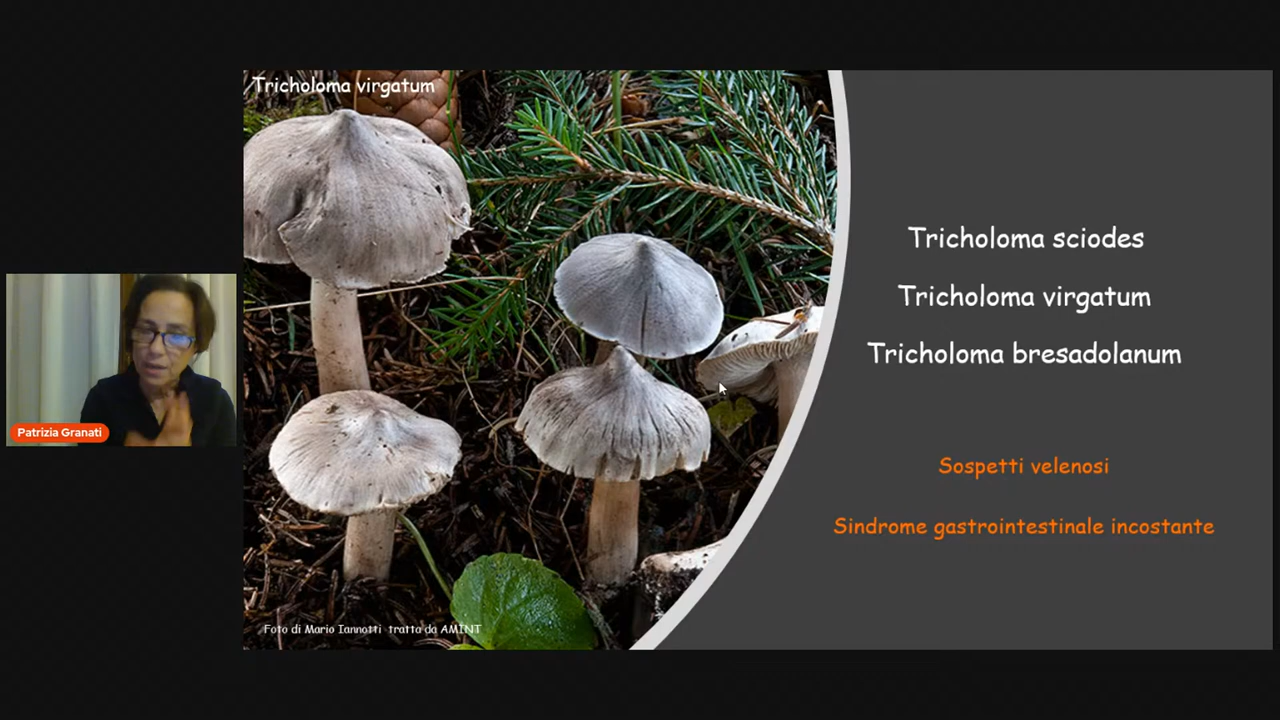 Tricholoma virgatum
Tricholoma sciodes
Tricholoma virgatum
Tricholoma bresadolanum
Sospetti velenosi
Sindrome gastrointestinale incostante
Patrizia Granati
Foto di Mario Iannotti tratta da AMINT